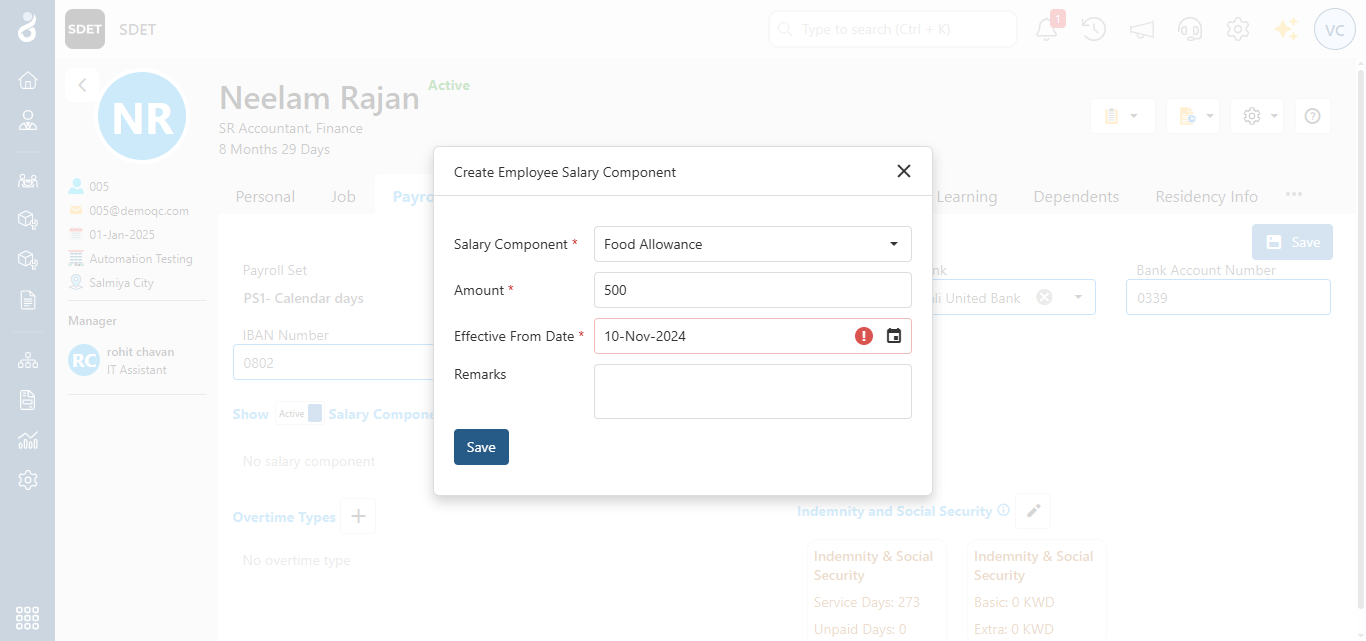 SDET
SDET
Type to search (Ctrl + K)
1
VC
NR
Neelam Rajan
Active
SR Accountant, Finance
8 Months 29 Days
005
005@demoqc.com
01-Jan-2025
Automation Testing
Salmiya City
Manager
RC
rohit chavan
IT Assistant
Personal
Job
Payro
Learning
Dependents
Residency Info
Save
Payroll Set
PS1- Calendar days
IBAN Number
0802
nk
li United Bank
Bank Account Number
0339
Show
Active
Salary Compone
No salary component
Overtime Types
No overtime type
Indemnity and Social Security
Indemnity & Social
Security
Service Days: 273
Unpaid Days: 0
Indemnity & Social
Security
Basic: 0 KWD
Extra: 0 KWD
Create Employee Salary Component
Salary Component *
Food Allowance
Amount *
500
Effective From Date *
10-Nov-2024
Remarks
Save